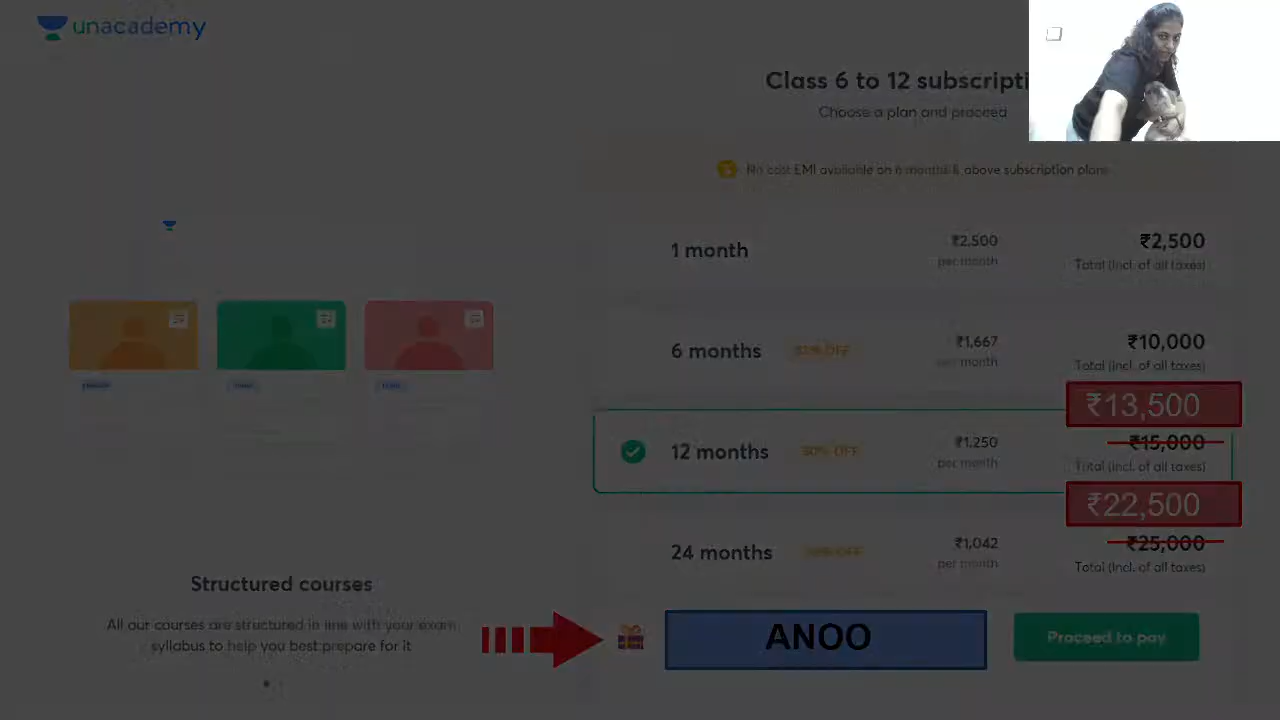 unacademy
Class 6 to 12 subscripti
Choose a plan and proceed
No cost EMI available on 6 months & above subscription plans
1 month
₹2,500
per month
₹2,500
Total (Incl. of all taxes)
6 months
₹1,667
per month
₹10,000
Total (Incl. of all taxes)
₹13,500
12 months
₹1,250
per month
₹15,000
Total (Incl. of all taxes)
₹22,500
24 months
₹1,042
per month
₹25,000
Total (Incl. of all taxes)
Structured courses
All our courses are structured in line with your exam
syllabus to help you best prepare for it
ANOO
Proceed to pay